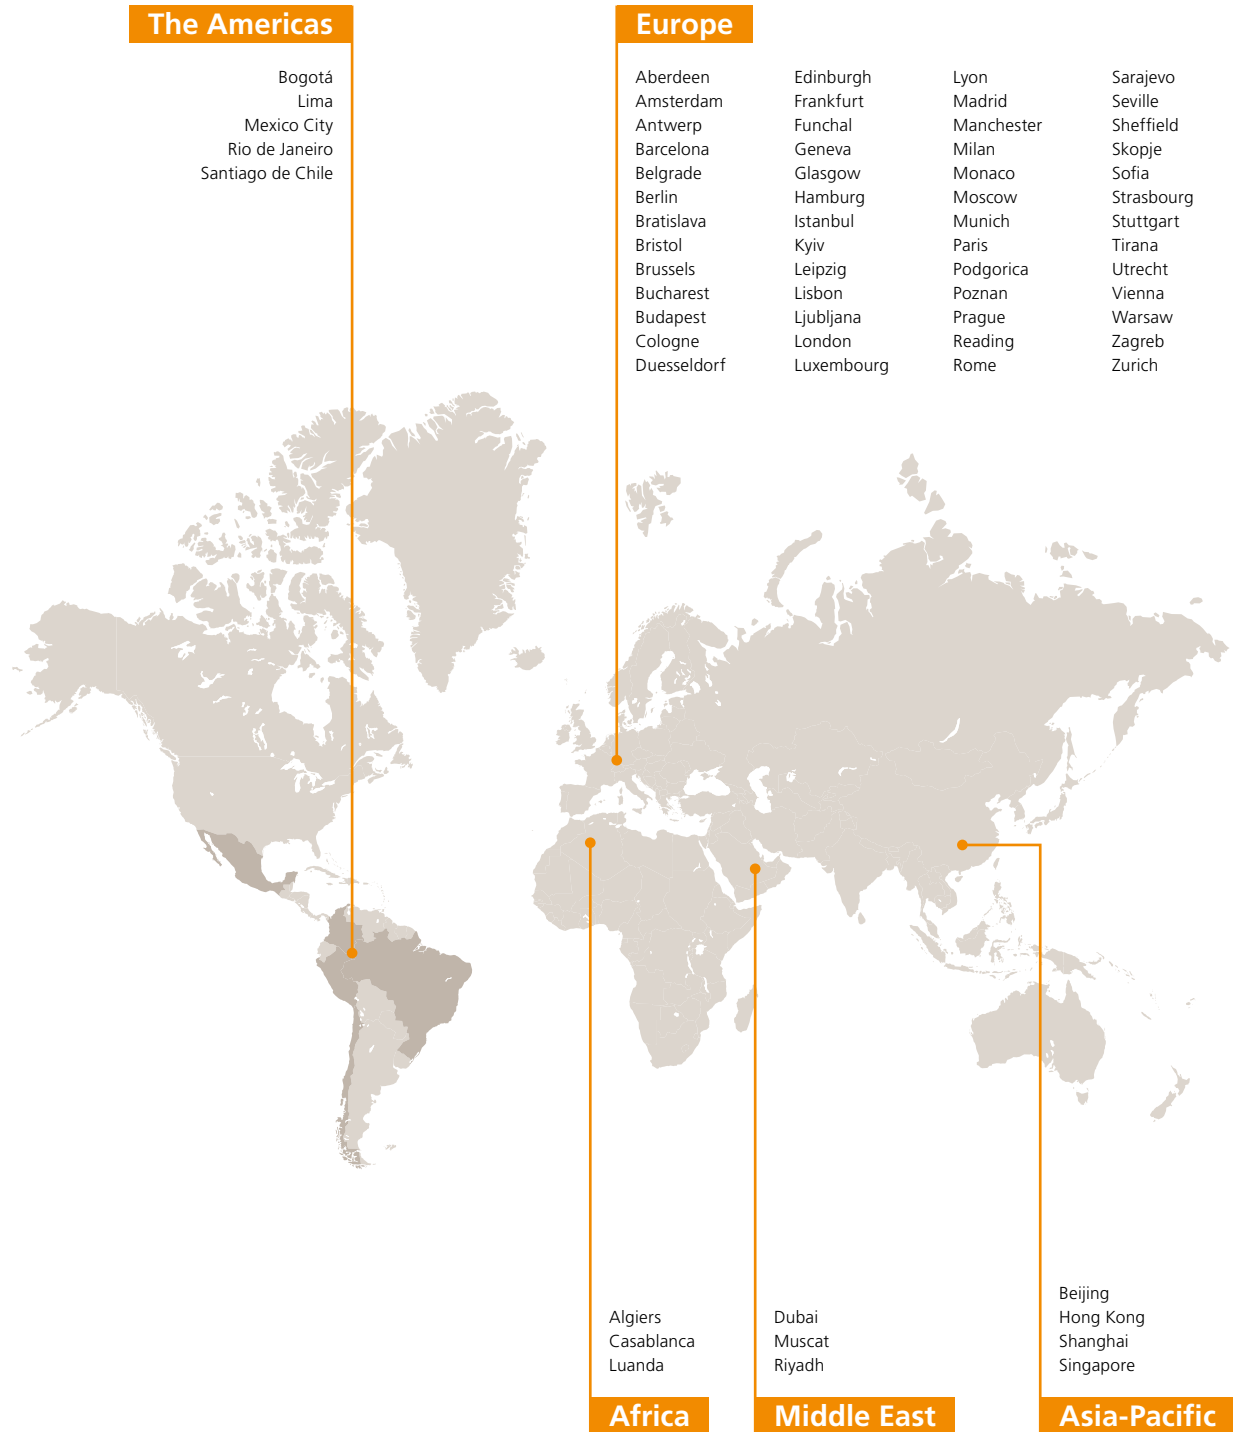 The Americas
Bogotá
Lima
Mexico City
Rio de Janeiro
Santiago de Chile
Europe
Aberdeen
Amsterdam
Antwerp
Barcelona
Belgrade
Berlin
Bratislava
Bristol
Brussels
Bucharest
Budapest
Cologne
Duesseldorf
Edinburgh
Frankfurt
Funchal
Geneva
Glasgow
Hamburg
Istanbul
Kyiv
Leipzig
Lisbon
Ljubljana
London
Luxembourg
Lyon
Madrid
Manchester
Milan
Monaco
Moscow
Munich
Paris
Podgorica
Poznan
Prague
Reading
Rome
Sarajevo
Seville
Sheffield
Skopje
Sofia
Strasbourg
Stuttgart
Tirana
Utrecht
Vienna
Warsaw
Zagreb
Zurich
Algiers
Casablanca
Luanda
Africa
Dubai
Muscat
Riyadh
Middle East
Beijing
Hong Kong
Shanghai
Singapore
Asia-Pacific